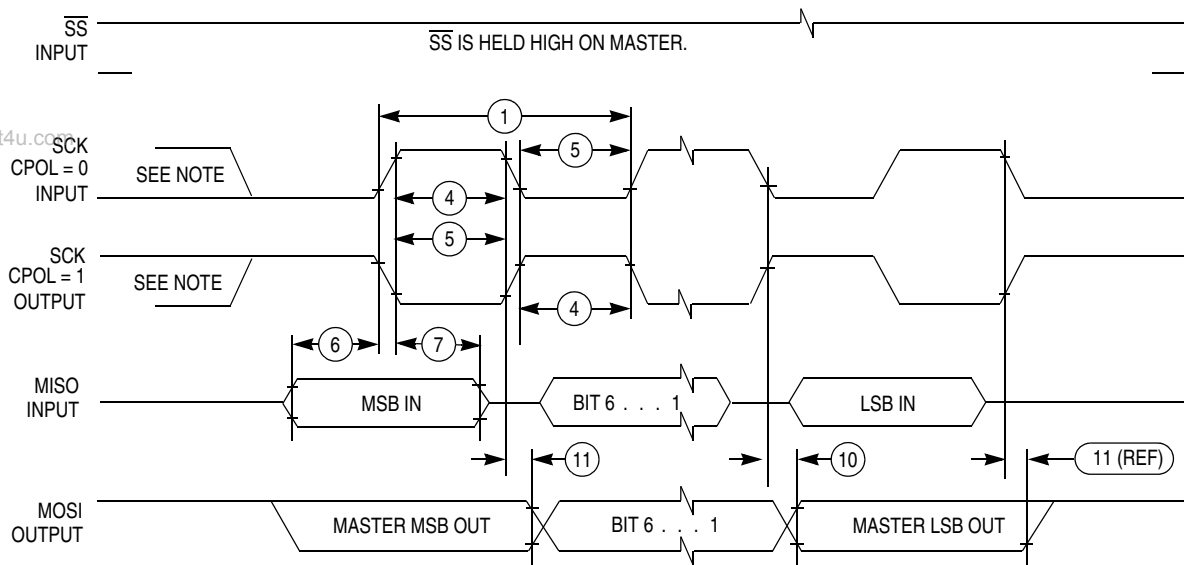 SS
INPUT
SS IS HELD HIGH ON MASTER.
t4u.com
SCK
CPOL = 0
INPUT
SEE NOTE
1
5
4
5
SCK
CPOL = 1
OUTPUT
SEE NOTE
4
6
7
MISO
INPUT
MSB IN
BIT 6 . . . 1
LSB IN
11
10
11 (REF)
MOSI
OUTPUT
MASTER MSB OUT
BIT 6 . . . 1
MASTER LSB OUT